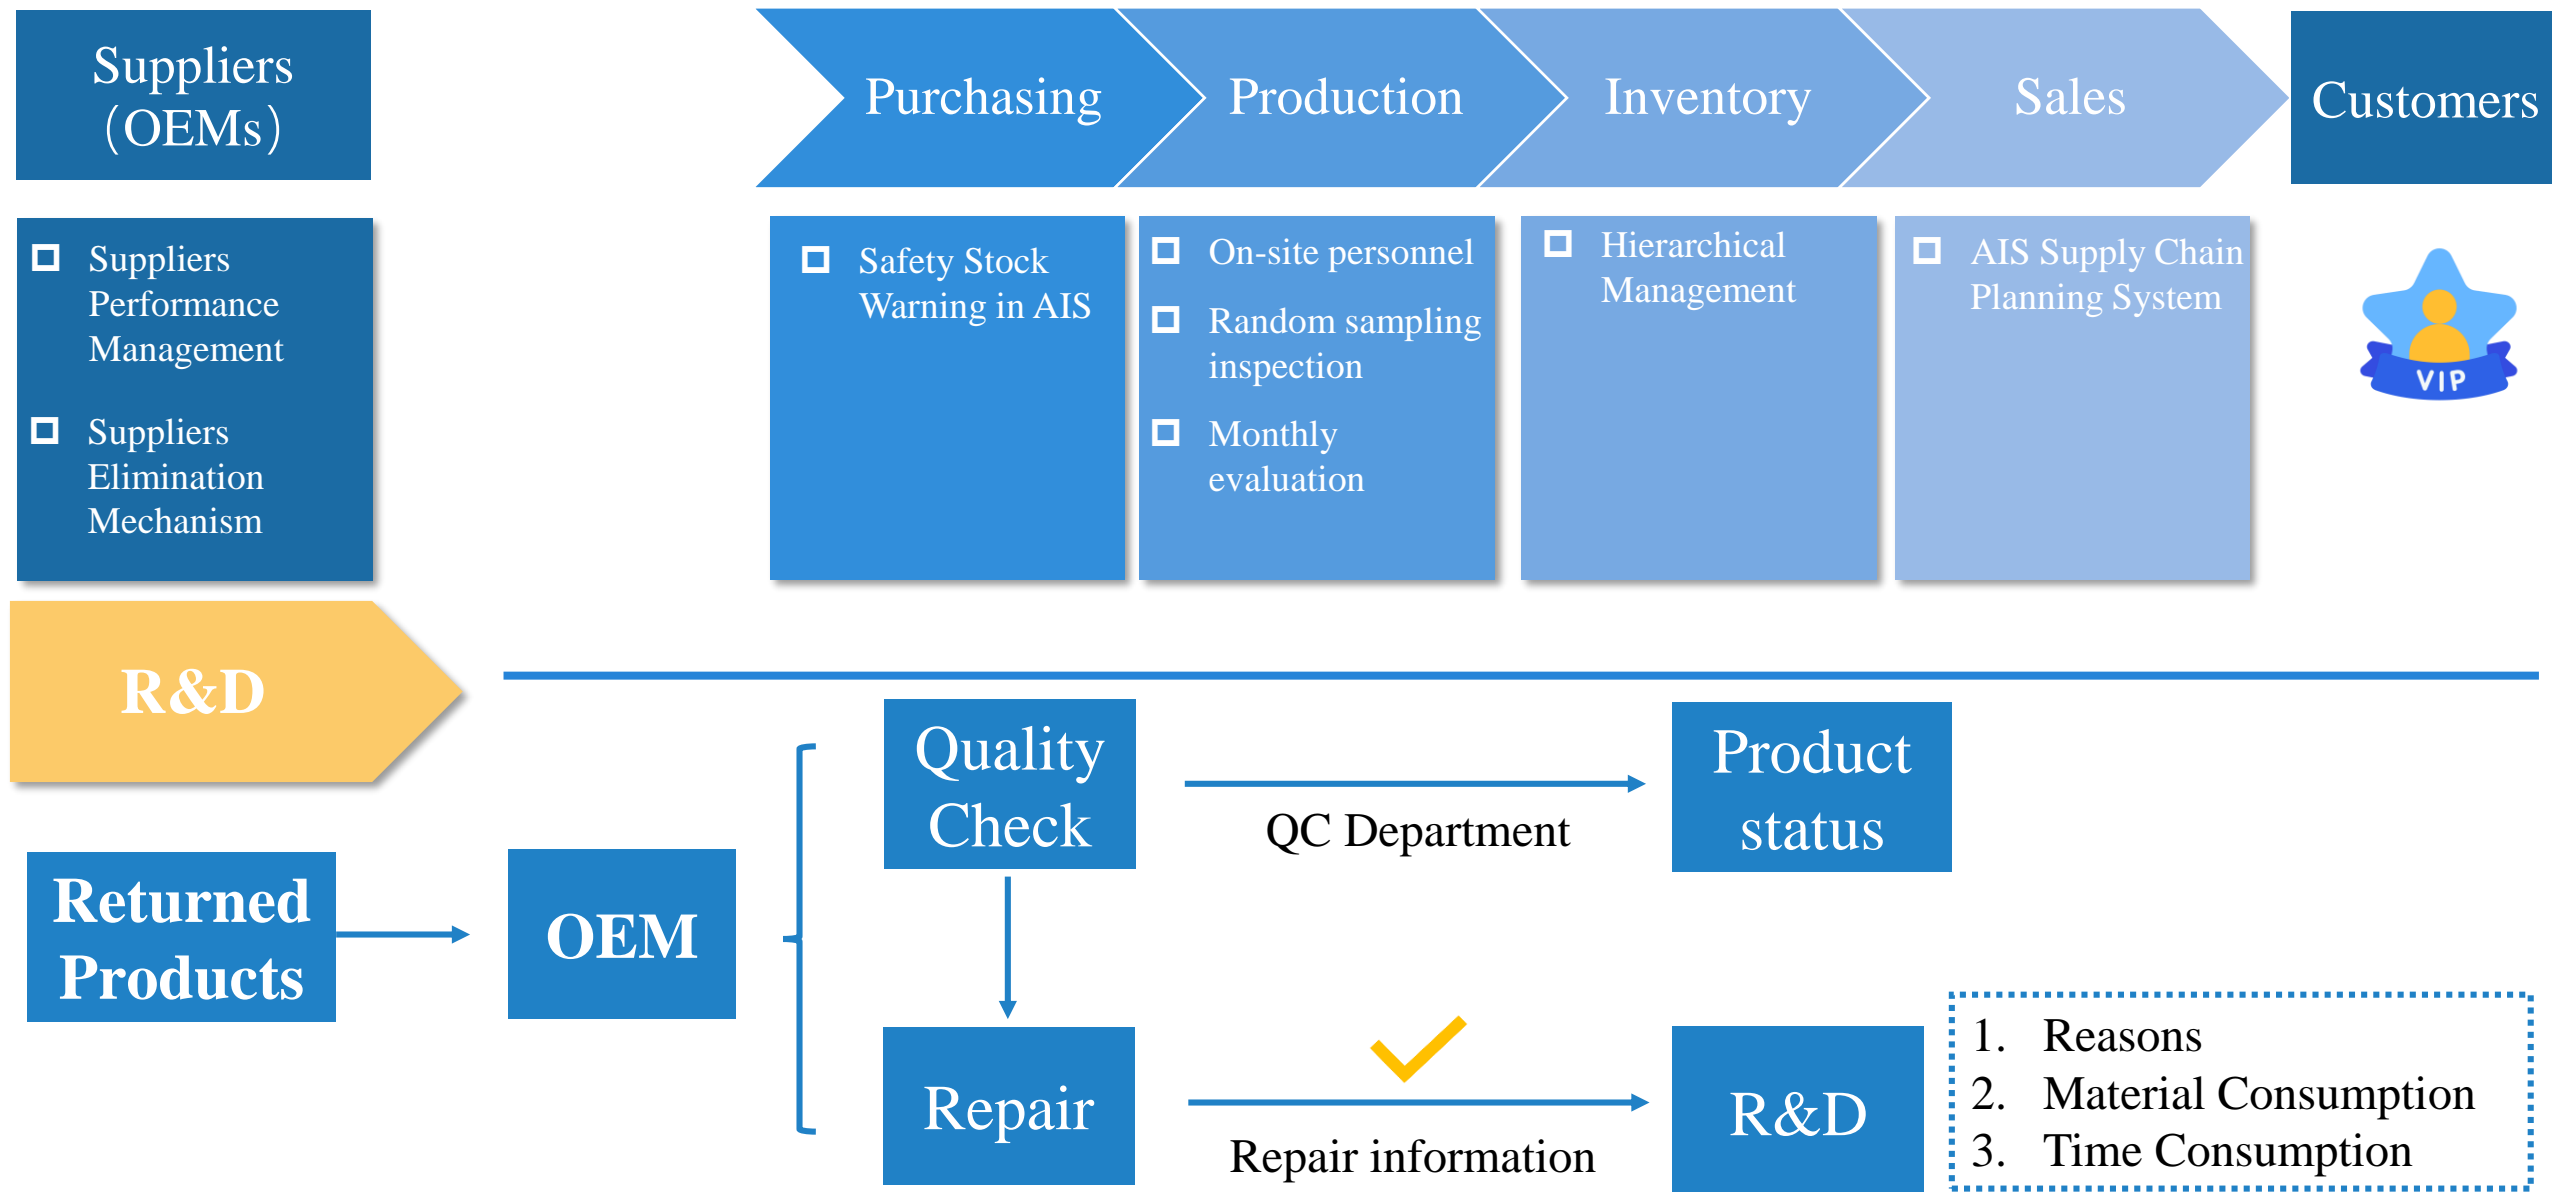 Suppliers
（OEMs）
Purchasing
Production
Inventory
Sales
Customers
Suppliers
Performance
Management
Suppliers
Elimination
Mechanism
Safety Stock
Warning in AIS
On-site personnel
Random sampling
inspection
Monthly
evaluation
Hierarchical
Management
AIS Supply Chain
Planning System
VIP
R&D
Returned
Products
OEM
Quality
Check
QC Department
Product
status
Repair
Repair information
R&D
1. Reasons
2. Material Consumption
3. Time Consumption